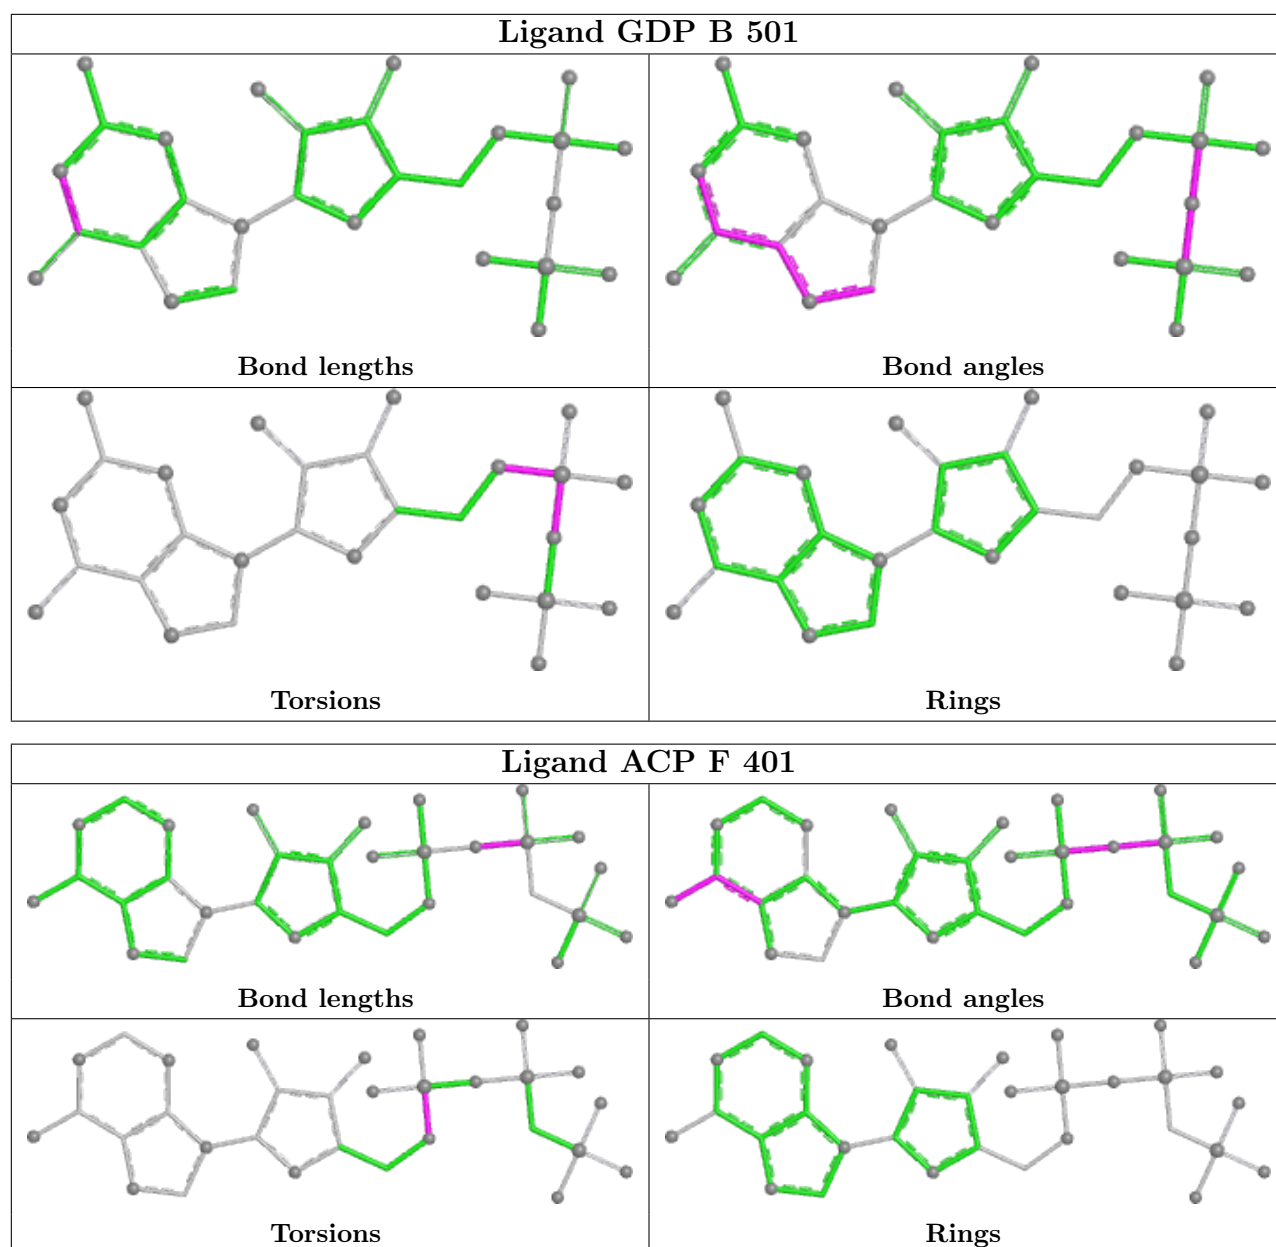 Ligand GDP B 501
Bond lengths
Bond angles
Torsions
Rings
Ligand ACP F 401
Bond lengths
Bond angles
Torsions
Rings